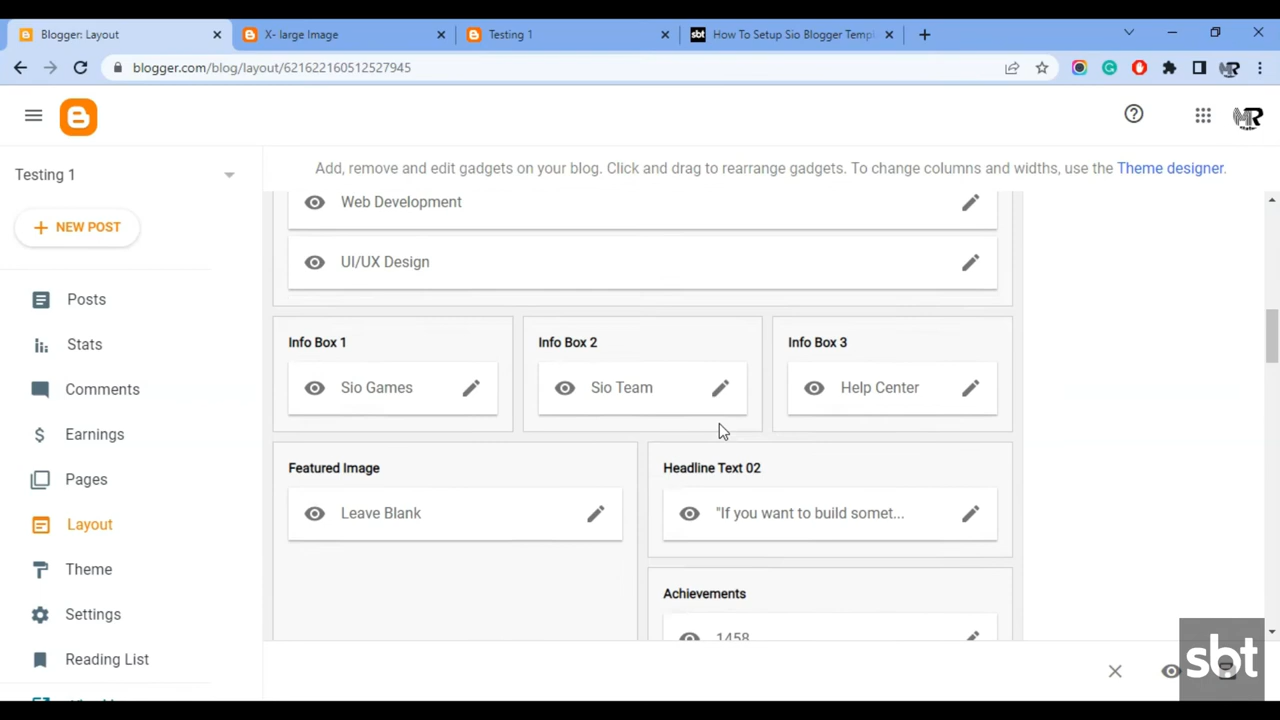 Blogger: Layout
X- large Image
Testing 1
sbt How To Setup Sio Blogger Templ
blogger.com/blog/layout/621622160512527945
Add, remove and edit gadgets on your blog. Click and drag to rearrange gadgets. To change columns and widths, use the Theme designer.
Testing 1
NEW POST
Posts
Stats
Comments
Earnings
Pages
Layout
Theme
Settings
Reading List
Web Development
UI/UX Design
Info Box 1
Sio Games
Info Box 2
Sio Team
Info Box 3
Help Center
Featured Image
Leave Blank
Headline Text 02
"If you want to build somet...
Achievements
1458
sbt